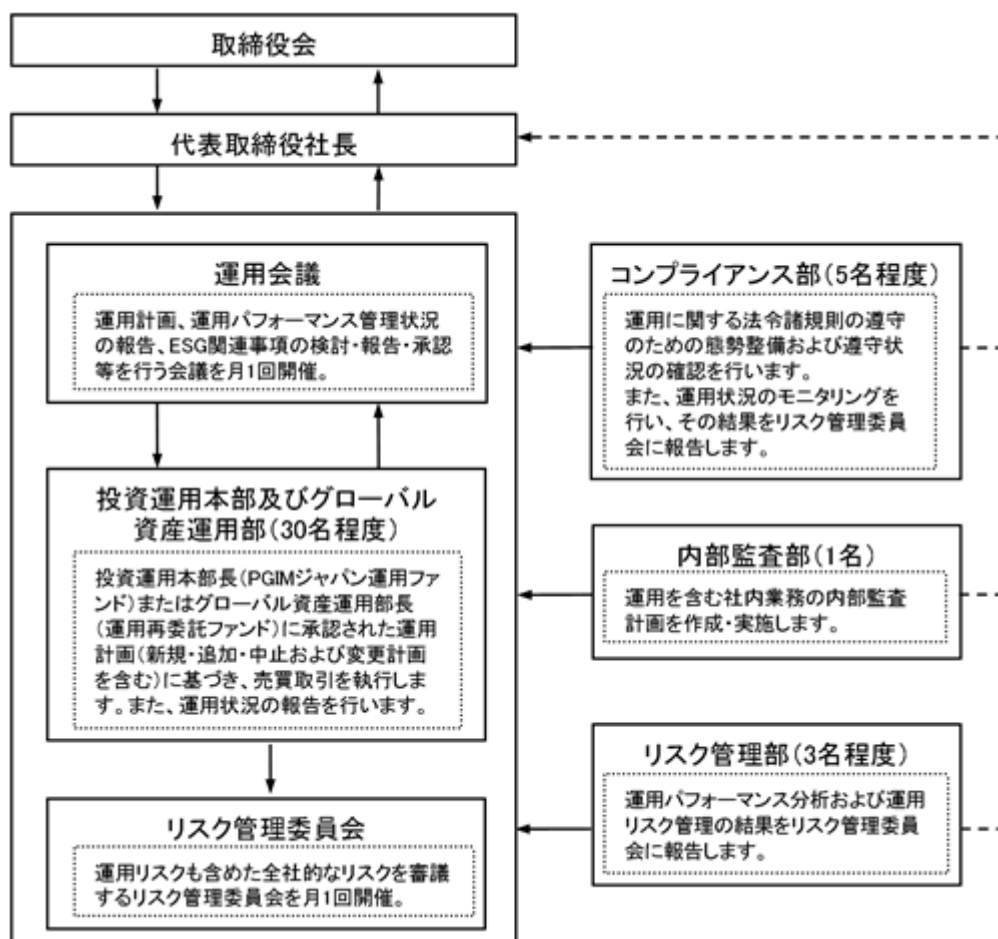 取締役会
代表取締役社長
運用会議
運用計画、運用パフォーマンス管理状況
の報告、ESG関連事項の検討・報告・承認
等を行う会議を月1回開催。
投資運用本部及びグローバル
資産運用部(30名程度)
投資運用本部長(PGIMジャパン運用ファ
ンド)またはグローバル資産運用部長
(運用再委託ファンド)に承認された運用
計画(新規・追加・中止および変更計画
を含む)に基づき、売買取引を執行しま
す。また、運用状況の報告を行います。
リスク管理委員会
運用リスクも含めた全社的なリスクを審議
するリスク管理委員会を月1回開催。
コンプライアンス部(5名程度)
運用に関する法令諸規則の遵守
のための態勢整備および遵守状
況の確認を行います。
また、運用状況のモニタリングを
行い、その結果をリスク管理委員
会に報告します。
内部監査部(1名)
運用を含む社内業務の内部監査
計画を作成・実施します。
リスク管理部(3名程度)
運用パフォーマンス分析および運用
リスク管理の結果をリスク管理委員
会に報告します。